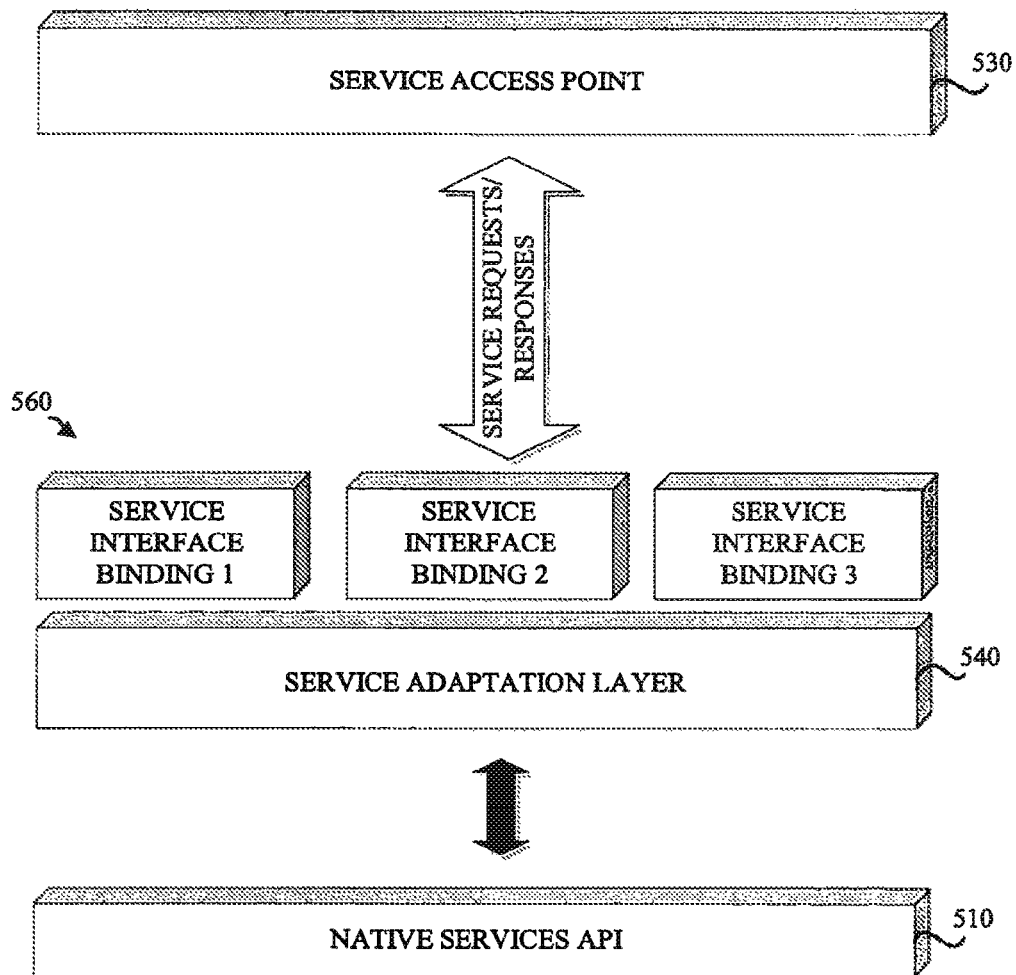 SERVICE ACCESS POINT
530
SERVICE REQUESTS/
RESPONSES
560
SERVICE
INTERFACE
BINDING 1
SERVICE
INTERFACE
BINDING 2
SERVICE
INTERFACE
BINDING 3
SERVICE ADAPTATION LAYER
540
NATIVE SERVICES API
510